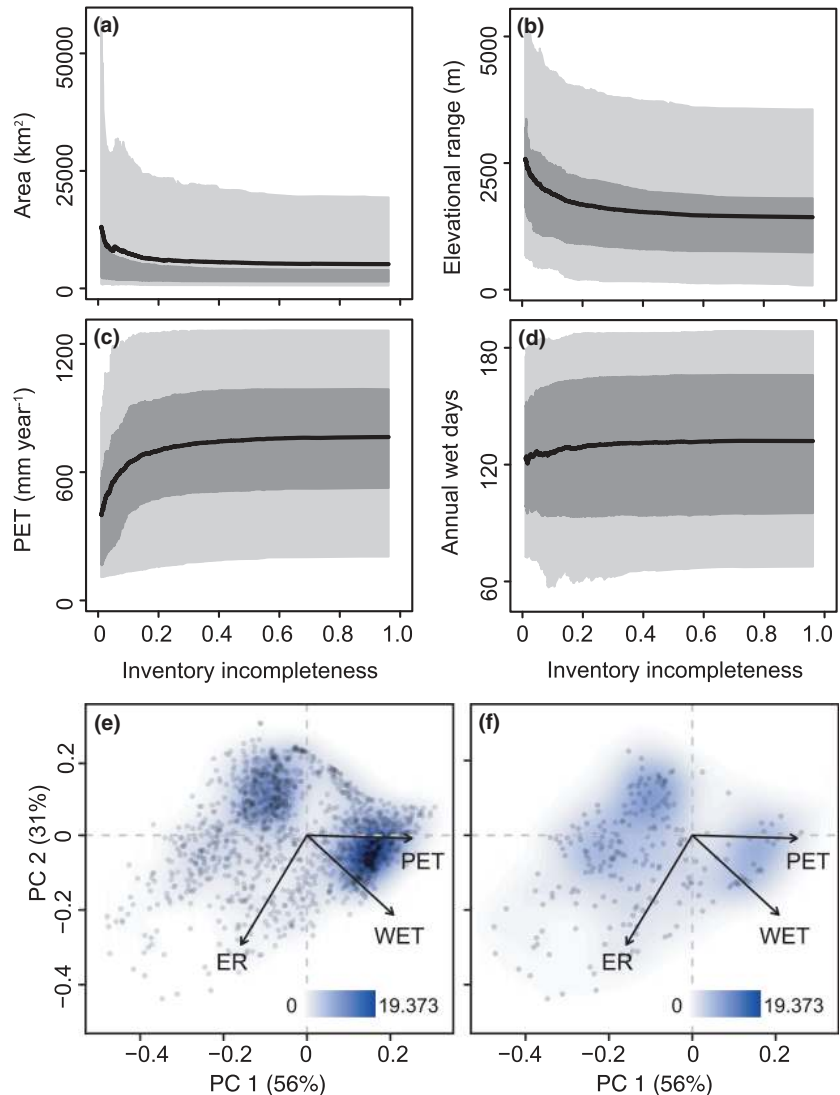 (a)
Area (km²)
50000
25000
0
(b)
Elevational range (m)
5000
2500
0
(c)
PET (mm year⁻¹)
1200
600
0
0 0.2 0.4 0.6 0.8 1.0
Inventory incompleteness
(d)
Annual wet days
180
120
60
0 0.2 0.4 0.6 0.8 1.0
Inventory incompleteness
(e)
PC 2 (31%)
0.2
0
−0.2
−0.4
PET
WET
ER
0 19.373
−0.4 −0.2 0 0.2
PC 1 (56%)
(f)
PET
WET
ER
0 19.373
−0.4 −0.2 0 0.2
PC 1 (56%)